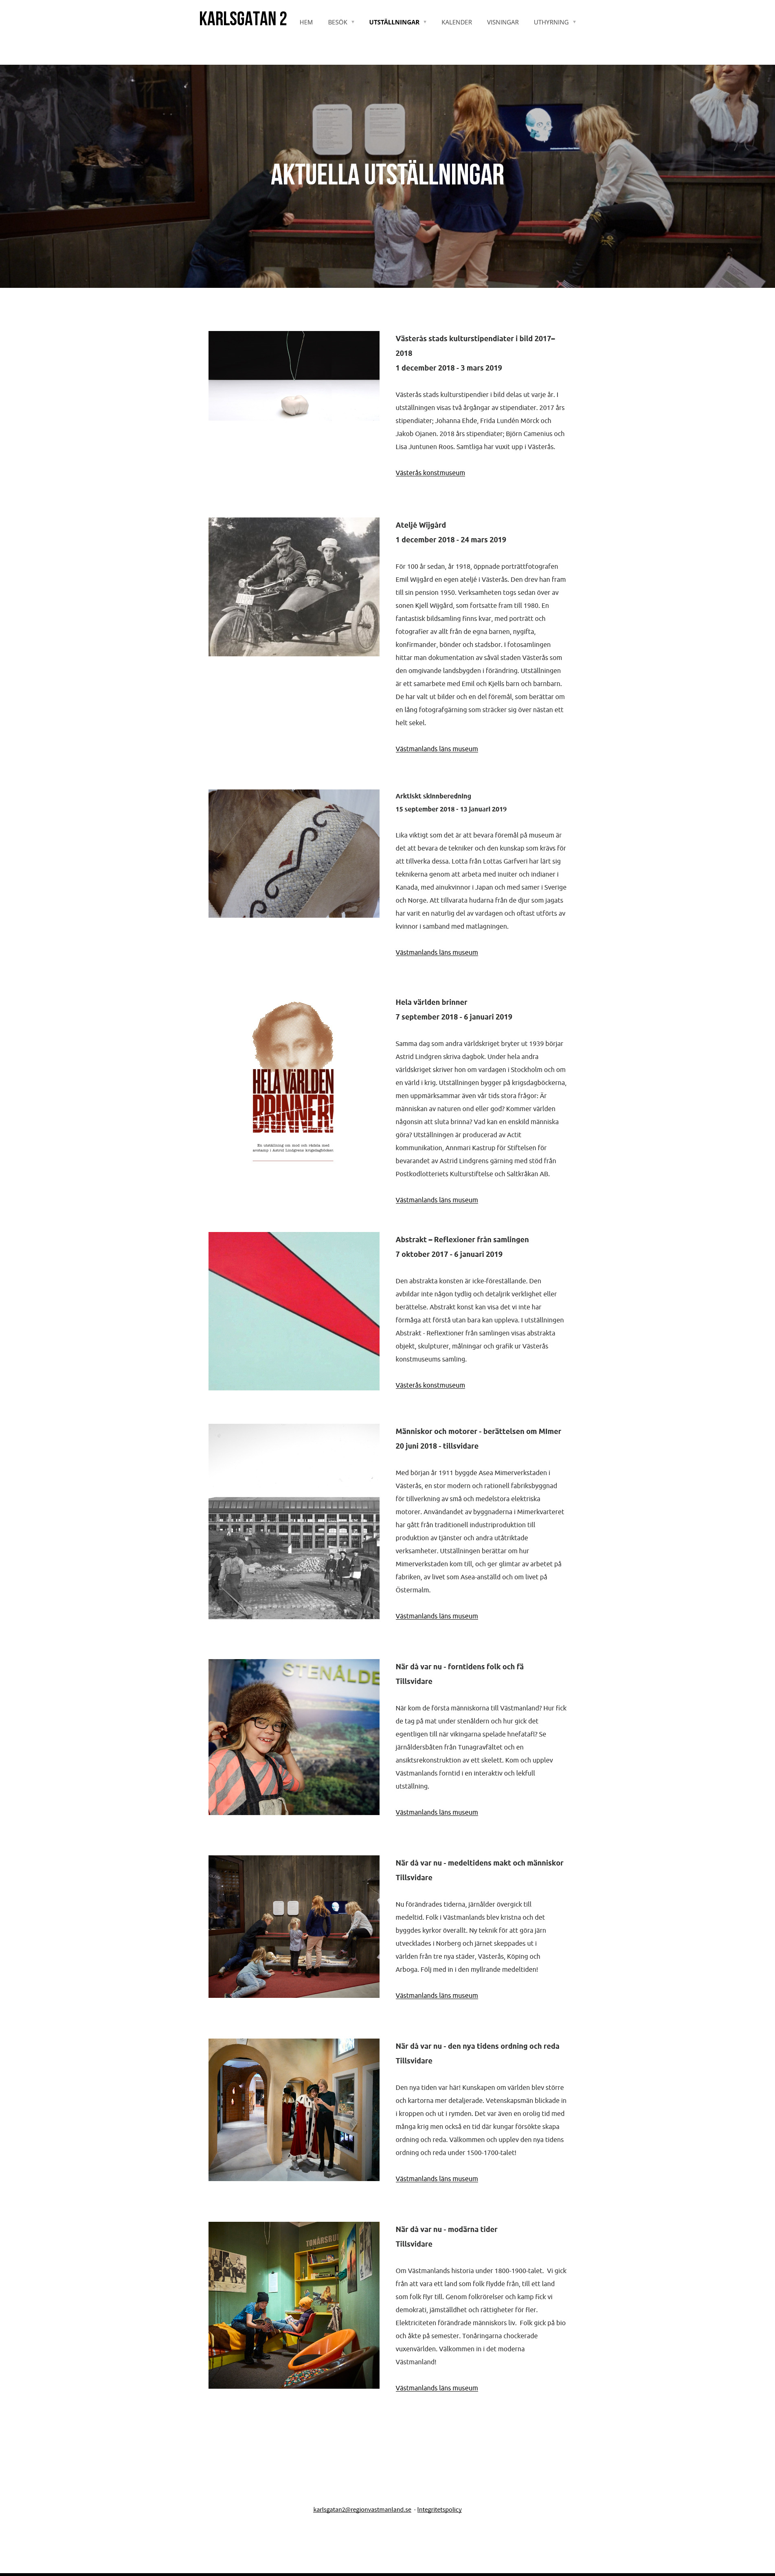 KARLSGATAN 2
HEM BESÖK UTSTÄLLNINGAR KALENDER VISNINGAR UTHYRNING
AKTUELLA UTSTÄLLNINGAR
Västerås stads kulturstipendiater i bild 2017–
2018
1 december 2018 - 3 mars 2019
Västerås stads kulturstipendier i bild delas ut varje år. I
utställningen visas två årgångar av stipendiater. 2017 års
stipendiater; Johanna Ehde, Frida Lundén Mörck och
Jakob Ojanen. 2018 års stipendiater; Björn Camenius och
Lisa Juntunen Roos. Samtliga har vuxit upp i Västerås.
Västerås konstmuseum
Ateljé Wijgård
1 december 2018 - 24 mars 2019
För 100 år sedan, år 1918, öppnade porträttfotografen
Emil Wijgård en egen ateljé i Västerås. Den drev han fram
till sin pension 1950. Verksamheten togs sedan över av
sonen Kjell Wijgård, som fortsatte fram till 1980. En
fantastisk bildsamling finns kvar, med porträtt och
fotografier av allt från de egna barnen, nygifta,
konfirmander, bönder och stadsbor. I fotosamlingen
hittar man dokumentation av såväl staden Västerås som
den omgivande landsbygden i förändring. Utställningen
är ett samarbete med Emil och Kjells barn och barnbarn.
De har valt ut bilder och en del föremål, som berättar om
en lång fotografgärning som sträcker sig över nästan ett
helt sekel.
Västmanlands läns museum
Arktiskt skinnberedning
15 september 2018 - 13 januari 2019
Lika viktigt som det är att bevara föremål på museum är
det att bevara de tekniker och den kunskap som krävs för
att tillverka dessa. Lotta från Lottas Garfveri har lärt sig
teknikerna genom att arbeta med inuiter och indianer i
Kanada, med ainukvinnor i Japan och med samer i Sverige
och Norge. Att tillvarata hudarna från de djur som jagats
har varit en naturlig del av vardagen och oftast utförts av
kvinnor i samband med matlagningen.
Västmanlands läns museum
HELA VÄRLDEN
BRINNER!
En utställning om mod och rädsla med
avstamp i Astrid Lindgrens krigsdagböcker
Hela världen brinner
7 september 2018 - 6 januari 2019
Samma dag som andra världskriget bryter ut 1939 börjar
Astrid Lindgren skriva dagbok. Under hela andra
världskriget skriver hon om vardagen i Stockholm och om
en värld i krig. Utställningen bygger på krigsdagböckerna,
men uppmärksammar även vår tids stora frågor: Är
människan av naturen ond eller god? Kommer världen
någonsin att sluta brinna? Vad kan en enskild människa
göra? Utställningen är producerad av Actit
kommunikation, Annmari Kastrup för Stiftelsen för
bevarandet av Astrid Lindgrens gärning med stöd från
Postkodlotteriets Kulturstiftelse och Saltkråkan AB.
Västmanlands läns museum
Abstrakt – Reflexioner från samlingen
7 oktober 2017 - 6 januari 2019
Den abstrakta konsten är icke-föreställande. Den
avbildar inte någon tydlig och detaljrik verklighet eller
berättelse. Abstrakt konst kan visa det vi inte har
förmåga att förstå utan bara kan uppleva. I utställningen
Abstrakt - Reflextioner från samlingen visas abstrakta
objekt, skulpturer, målningar och grafik ur Västerås
konstmuseums samling.
Västerås konstmuseum
Människor och motorer - berättelsen om MImer
20 juni 2018 - tillsvidare
Med början år 1911 byggde Asea Mimerverkstaden i
Västerås, en stor modern och rationell fabriksbyggnad
för tillverkning av små och medelstora elektriska
motorer. Användandet av byggnaderna i Mimerkvarteret
har gått från traditionell industriproduktion till
produktion av tjänster och andra utåtriktade
verksamheter. Utställningen berättar om hur
Mimerverkstaden kom till, och ger glimtar av arbetet på
fabriken, av livet som Asea-anställd och om livet på
Östermalm.
Västmanlands läns museum
STENÅLDE
När då var nu - forntidens folk och fä
Tillsvidare
När kom de första människorna till Västmanland? Hur fick
de tag på mat under stenåldern och hur gick det
egentligen till när vikingarna spelade hnefatafl? Se
järnåldersbåten från Tunagravfältet och en
ansiktsrekonstruktion av ett skelett. Kom och upplev
Västmanlands forntid i en interaktiv och lekfull
utställning.
Västmanlands läns museum
När då var nu - medeltidens makt och människor
Tillsvidare
Nu förändrades tiderna, järnålder övergick till
medeltid. Folk i Västmanlands blev kristna och det
byggdes kyrkor överallt. Ny teknik för att göra järn
utvecklades i Norberg och järnet skeppades ut i
världen från tre nya städer, Västerås, Köping och
Arboga. Följ med in i den myllrande medeltiden!
Västmanlands läns museum
När då var nu - den nya tidens ordning och reda
Tillsvidare
Den nya tiden var här! Kunskapen om världen blev större
och kartorna mer detaljerade. Vetenskapsmän blickade in
i kroppen och ut i rymden. Det var även en orolig tid med
många krig men också en tid där kungar försökte skapa
ordning och reda. Välkommen och upplev den nya tidens
ordning och reda under 1500-1700-talet!
Västmanlands läns museum
TONÅRSRU
När då var nu - modärna tider
Tillsvidare
Om Västmanlands historia under 1800-1900-talet. Vi gick
från att vara ett land som folk flydde från, till ett land
som folk flyr till. Genom folkrörelser och kamp fick vi
demokrati, jämställdhet och rättigheter för fler.
Elektriciteten förändrade människors liv. Folk gick på bio
och åkte på semester. Tonåringarna chockerade
vuxenvärlden. Välkommen in i det moderna
Västmanland!
Västmanlands läns museum
karlsgatan2@regionvastmanland.se - Integritetspolicy